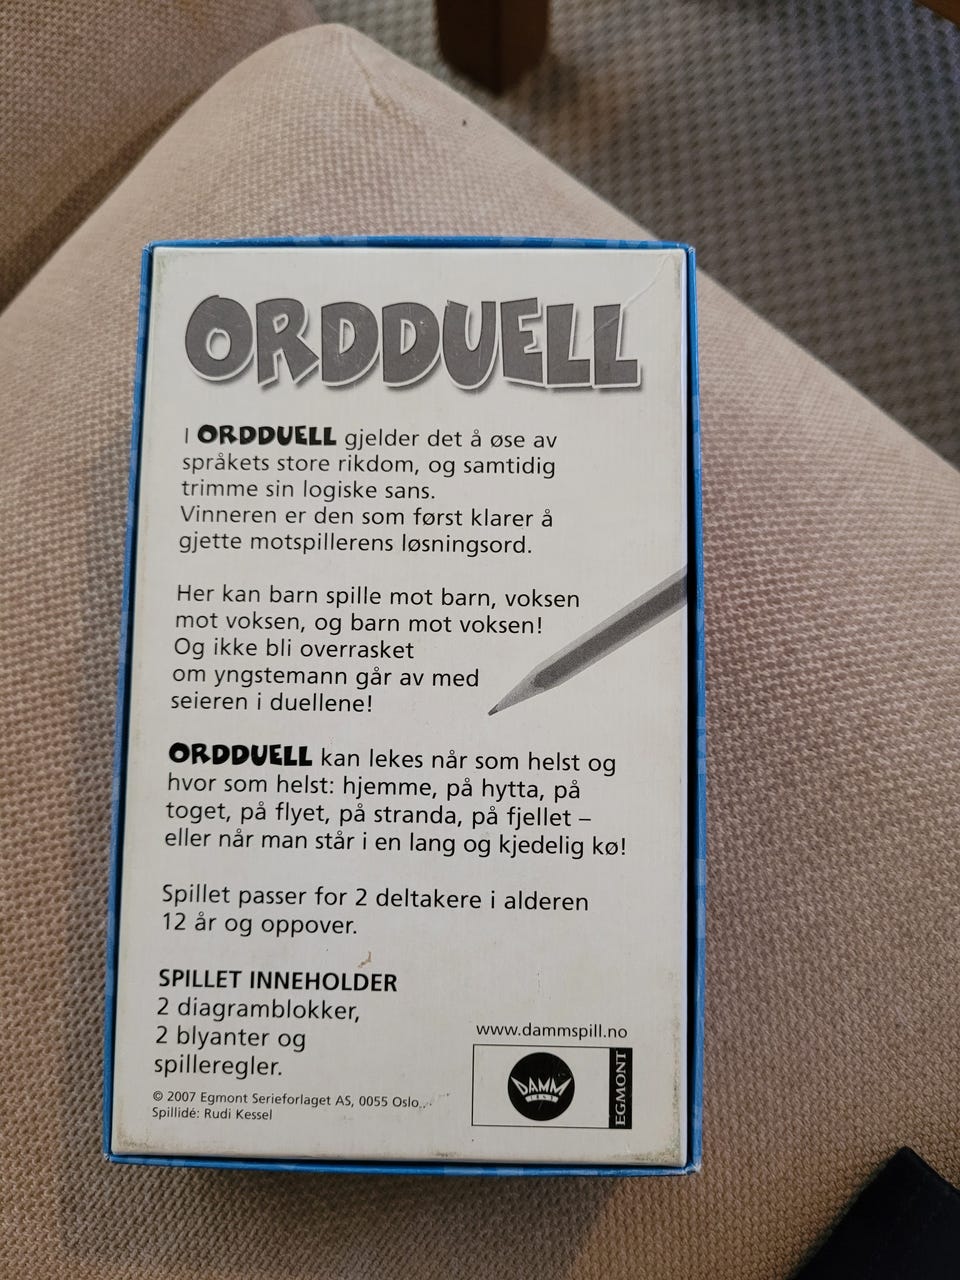 ORDDUELL
I ORDDUELL gjelder det å øse av
språkets store rikdom, og samtidig
trimme sin logiske sans.
Vinneren er den som først klarer å
gjette motspillerens løsningsord.
Her kan barn spille mot barn, voksen
mot voksen, og barn mot voksen!
Og ikke bli overrasket
om yngstemann går av med
seieren i duellene!
ORDDUELL kan lekes når som helst og
hvor som helst: hjemme, på hytta, på
toget, på flyet, på stranda, på fjellet –
eller når man står i en lang og kjedelig kø!
Spillet passer for 2 deltakere i alderen
12 år og oppover.
SPILLET INNEHOLDER
2 diagramblokker,
2 blyanter og
spilleregler.
© 2007 Egmont Serieforlaget AS, 0055 Oslo.
Spillidé: Rudi Kessel
www.dammspill.no
DAMM
EGMONT